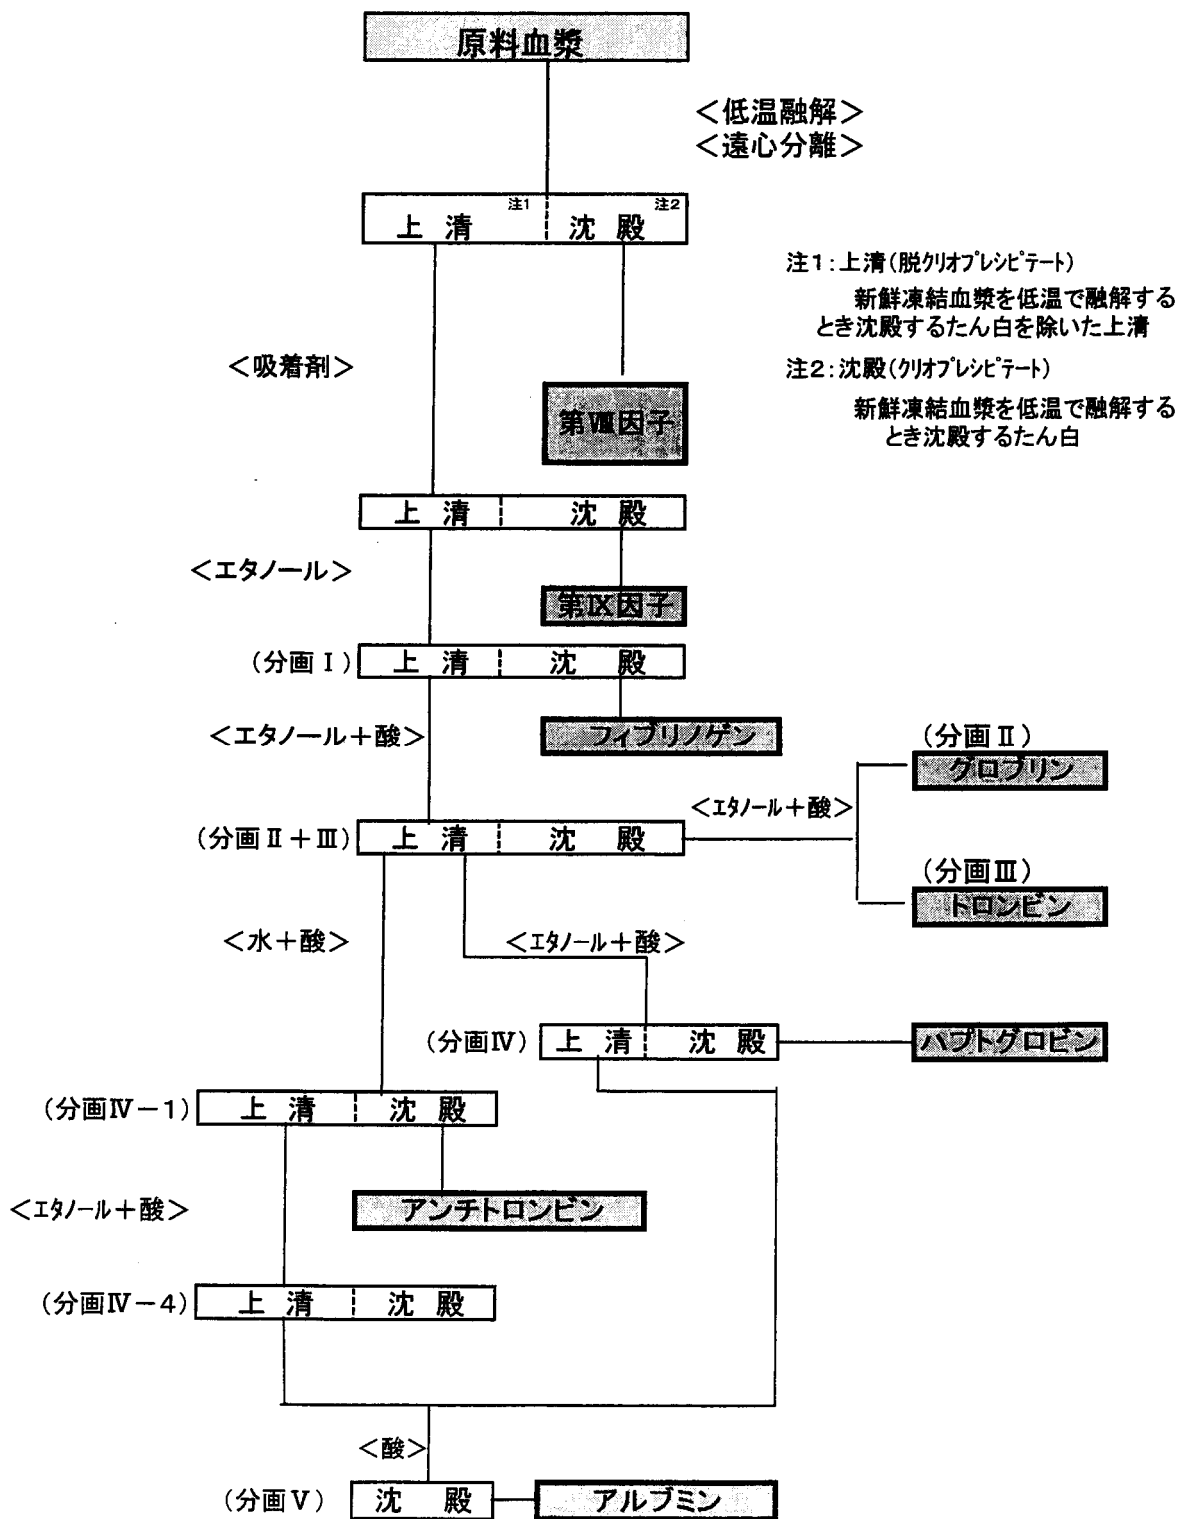 原料血漿
＜低温融解＞
＜遠心分離＞
上 清 注1 沈 殿 注2
注1：上清（脱クリオプレシピテート）
新鮮凍結血漿を低温で融解する
とき沈殿するたん白を除いた上清
注2：沈殿（クリオプレシピテート）
新鮮凍結血漿を低温で融解する
とき沈殿するたん白
＜吸着剤＞
第Ⅷ因子
上 清 沈 殿
＜エタノール＞
第Ⅸ因子
（分画Ⅰ） 上 清 沈 殿
＜エタノール＋酸＞
フィブリノゲン
（分画Ⅱ）
グロブリン
＜エタノール＋酸＞
（分画Ⅱ＋Ⅲ） 上 清 沈 殿
（分画Ⅲ）
トロンビン
＜水＋酸＞
＜エタノール＋酸＞
（分画Ⅳ） 上 清 沈 殿
ハプトグロビン
（分画Ⅳ－1） 上 清 沈 殿
＜エタノール＋酸＞
アンチトロンビン
（分画Ⅳ－4） 上 清 沈 殿
＜酸＞
（分画Ⅴ） 沈 殿
アルブミン